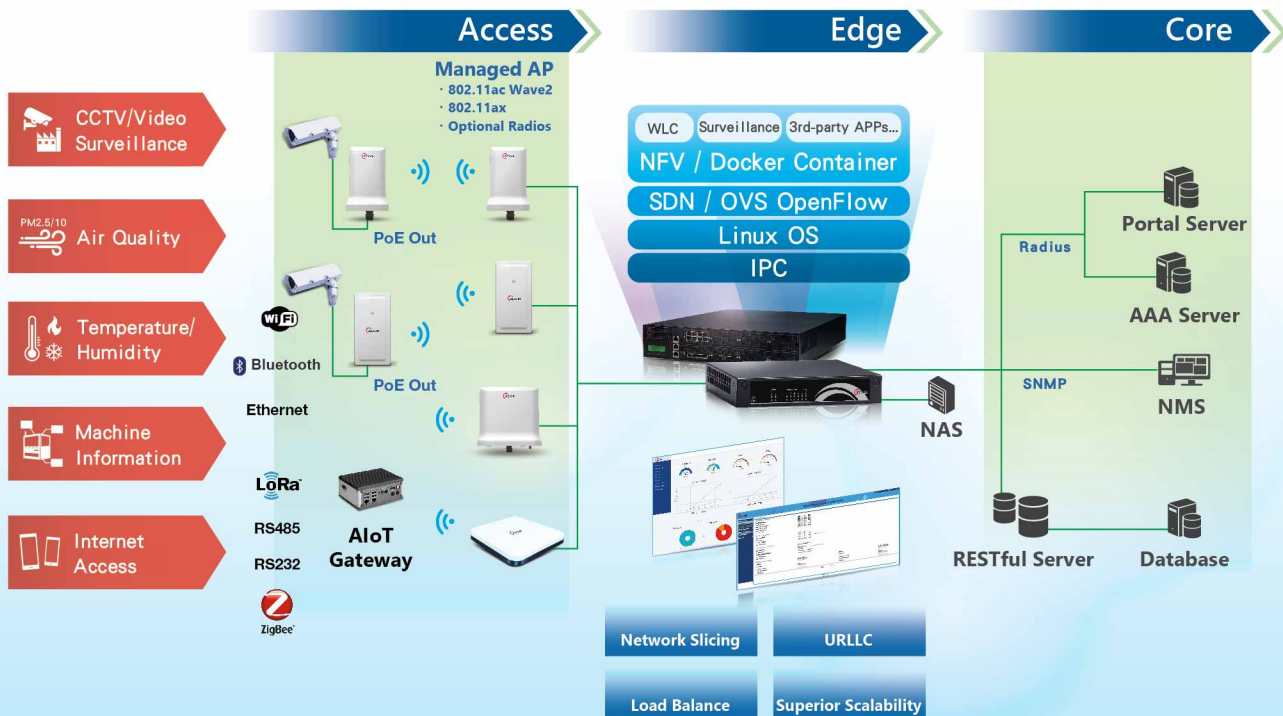 Access
Edge
Core
CCTV/Video
Surveillance
PM2.5/10
Air Quality
Temperature/
Humidity
Machine
Information
Internet
Access
Managed AP
· 802.11ac Wave2
· 802.11ax
· Optional Radios
PoE Out
PoE Out
WiFi
Bluetooth
Ethernet
LoRa
RS485
RS232
ZigBee
AIoT
Gateway
WLC
Surveillance
3rd-party APPs...
NFV / Docker Container
SDN / OVS OpenFlow
Linux OS
IPC
NAS
Network Slicing
URLLC
Load Balance
Superior Scalability
Radius
Portal Server
AAA Server
SNMP
NMS
RESTful Server
Database